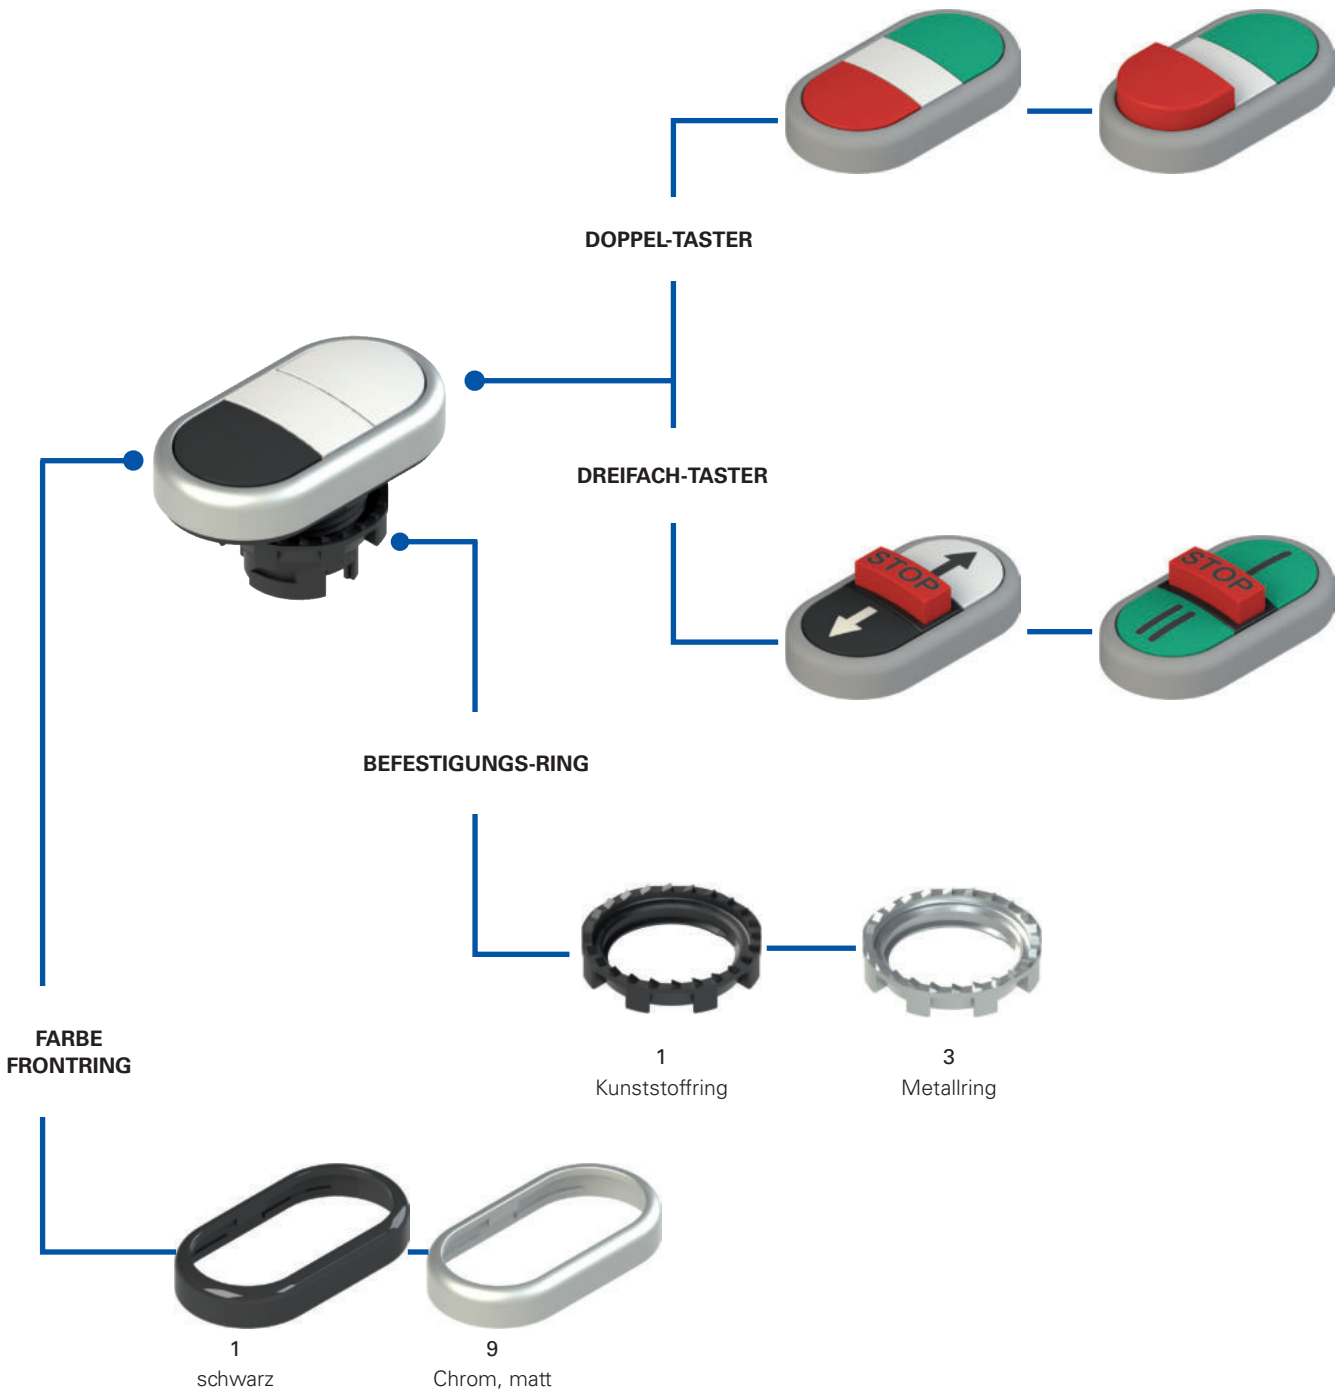 DOPPEL-TASTER
DREIFACH-TASTER
STOP
STOP
BEFESTIGUNGS-RING
1
Kunststoffring
3
Metallring
FARBE
FRONTRING
1
schwarz
9
Chrom, matt